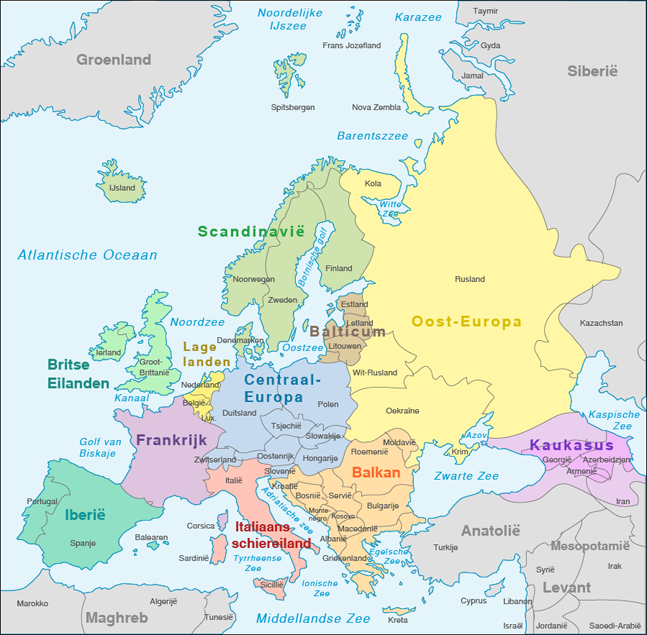 Taymir
Noordelijke
IJszee
Karazee
Groenland
Frans Jozefland
Gyda
Siberië
Jamal
Spitsbergen
Nova Zembla
Barentszzee
IJsland
Kola
Witte
Zee
Scandinavië
Botnische golf
Atlantische Oceaan
Finland
Noorwegen
Rusland
Zweden
Estland
Noordzee
Letland
Oost-Europa
Kazachstan
Balticum
Denemarken
Litouwen
Oostzee
Ierland
Groot-
Brittannië
Lage
landen
Britse
Eilanden
Wit-Rusland
Nederland
Centraal-
Europa
Kanaal
België
Polen
Lux.
Duitsland
Oekraïne
Kaspische
Zee
Tsjechië
Slowakije
Azov
Frankrijk
Moldavië
Kaukasus
Golf van
Biskaje
Zwitserland
Oostenrijk
Hongarije
Roemenië
Krim
Georgië
Azerbeidzjan
Armenië
Slovenië
Balkan
Zwarte Zee
Italië
Kroatië
Iran
Portugal
Iberië
Adriatische zee
Bosnië
Servië
Bulgarije
Corsica
Italiaans
schiereiland
Monte-
negro
Kosovo
Macedonië
Anatolië
Spanje
Balearen
Albanië
Turkije
Mesopotamië
Sardinië
Tyrrheense
Zee
Griekenland
Egelsche
Zee
Syrië
Irak
Sicilië
Ionische
Zee
Levant
Marokko
Algerije
Cyprus
Libanon
Maghreb
Tunesië
Middellandse Zee
Kreta
Israël
Jordanië
Saoedi-Arabië